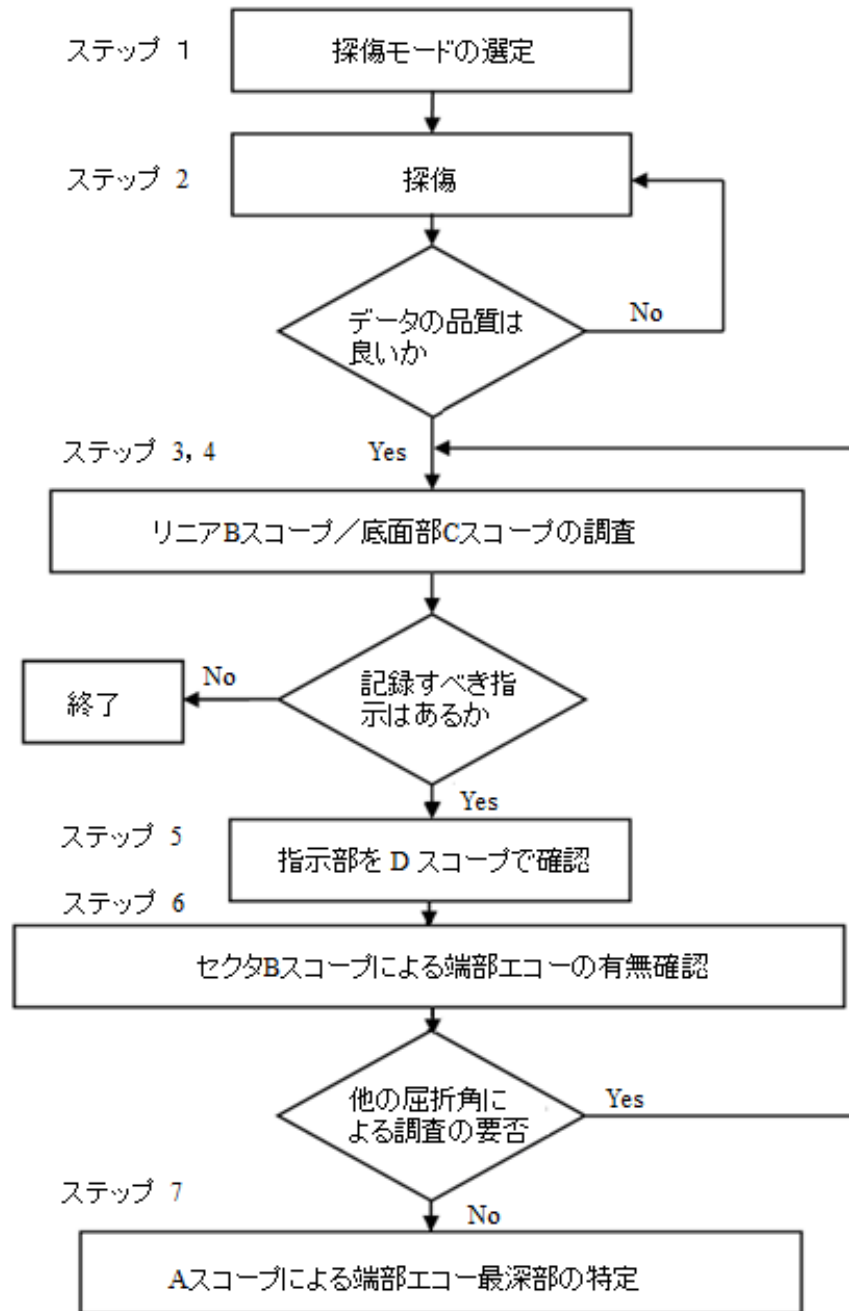 ステップ 1
探傷モードの選定
ステップ 2
探傷
データの品質は
良いか
No
ステップ 3, 4
Yes
リニアBスコープ／底面部Cスコープの調査
記録すべき指
示はあるか
No
終了
Yes
ステップ 5
指示部を D スコープで確認
ステップ 6
セクタBスコープによる端部エコーの有無確認
他の屈折角に
よる調査の要否
Yes
ステップ 7
No
Aスコープによる端部エコー最深部の特定